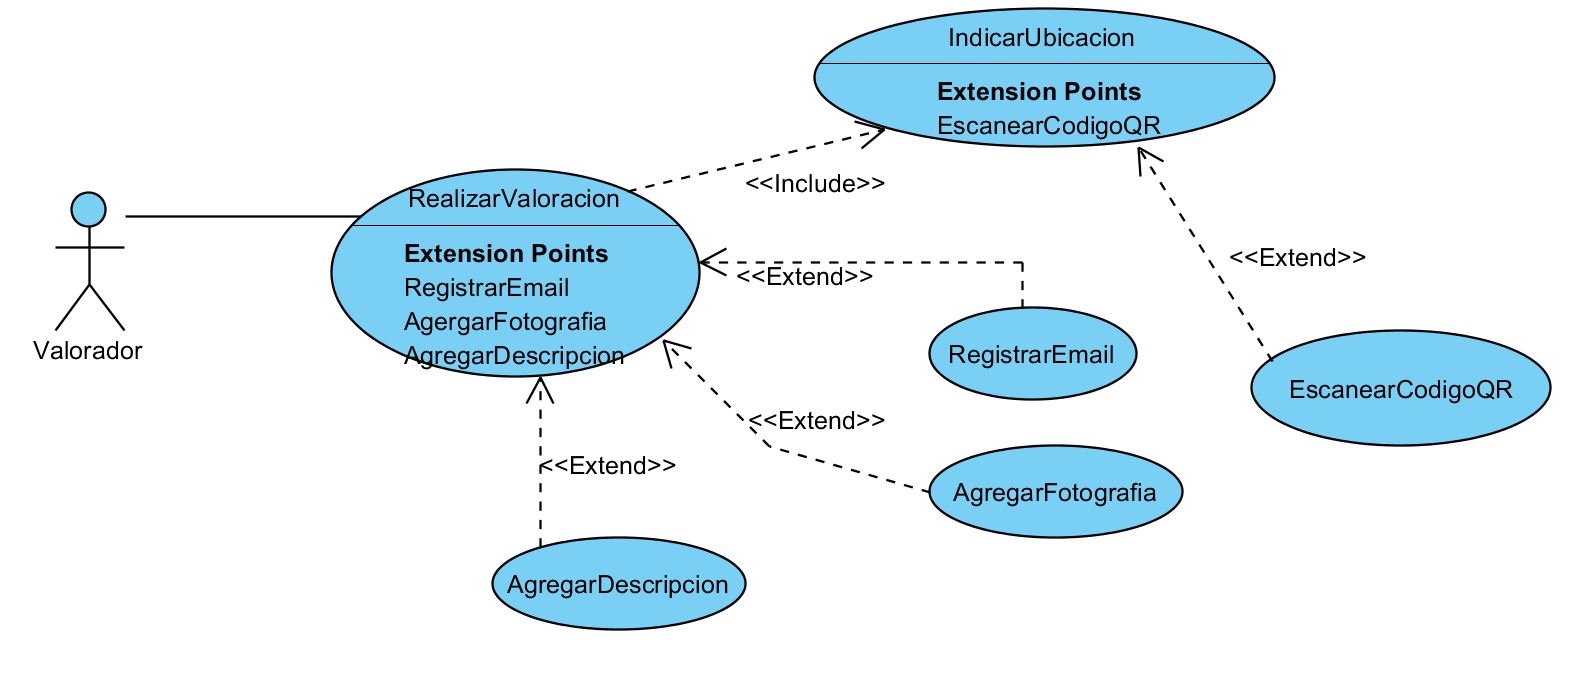 IndicarUbicacion
Extension Points
EscanearCodigoQR
<<Include>>
RealizarValoracion
Extension Points
RegistrarEmail
AgergarFotografia
AgregarDescripcion
Valorador
<<Extend>>
<<Extend>>
RegistrarEmail
EscanearCodigoQR
<<Extend>>
<<Extend>>
AgregarFotografia
AgregarDescripcion